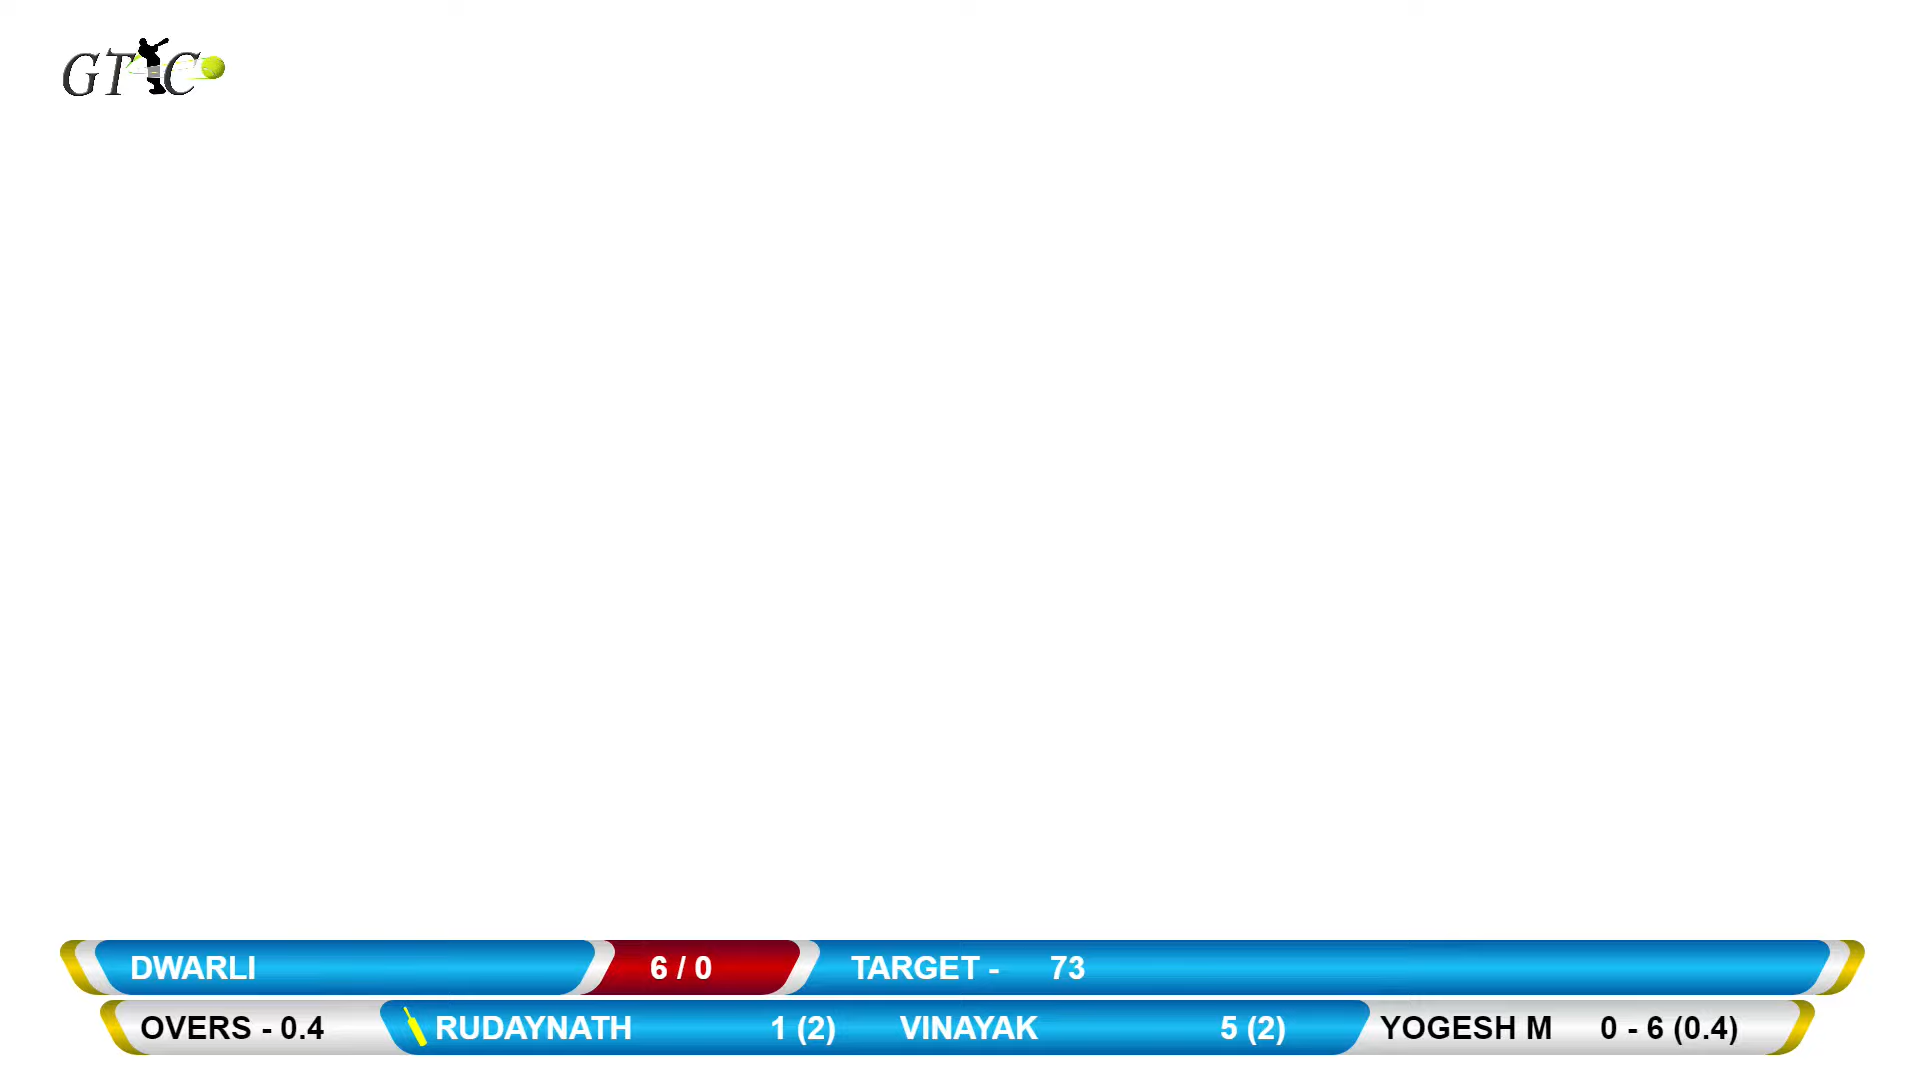 GTC
DWARLI 6 / 0 TARGET - 73
OVERS - 0.4 RUDAYNATH 1 (2) VINAYAK 5 (2) YOGESH M 0 - 6 (0.4)